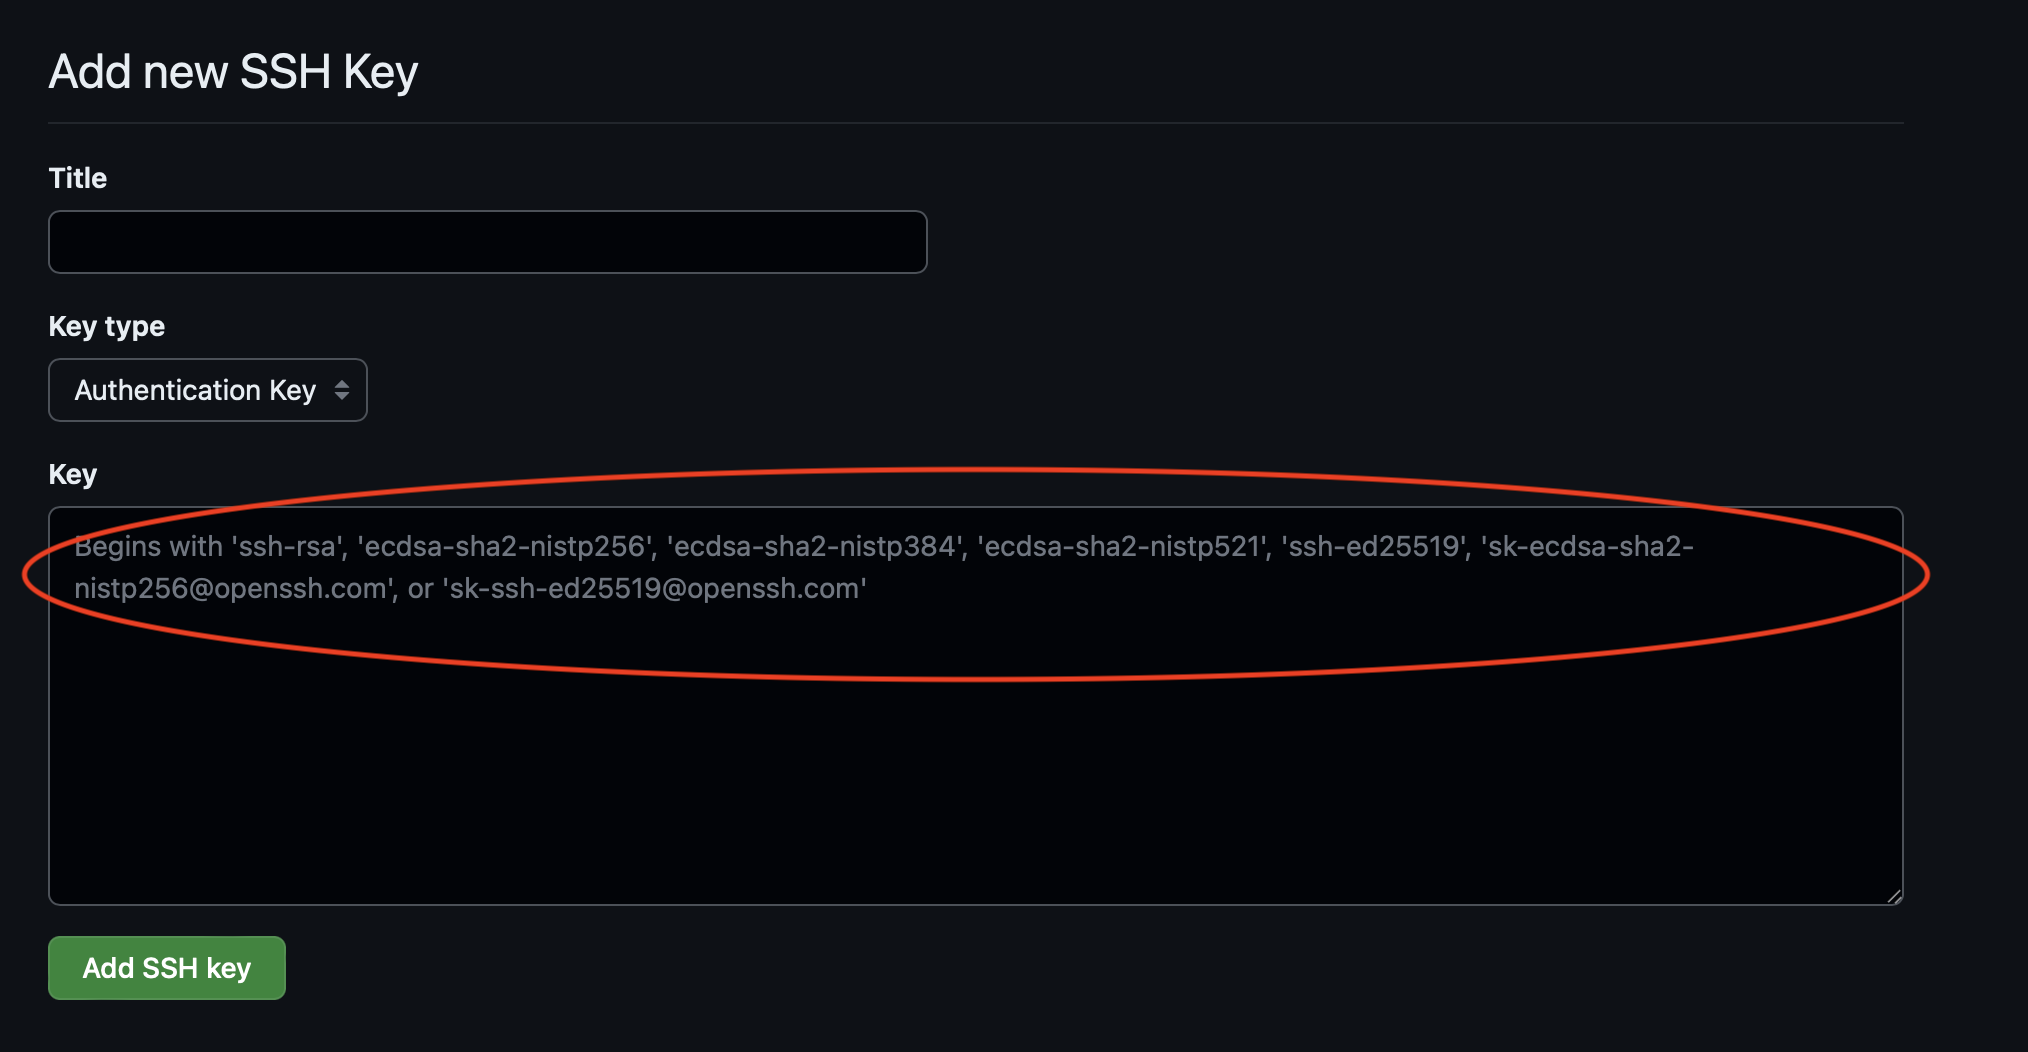 Add new SSH Key
Title
Key type
Authentication Key
Key
Begins with 'ssh-rsa', 'ecdsa-sha2-nistp256', 'ecdsa-sha2-nistp384', 'ecdsa-sha2-nistp521', 'ssh-ed25519', 'sk-ecdsa-sha2-
nistp256@openssh.com', or 'sk-ssh-ed25519@openssh.com'
Add SSH key